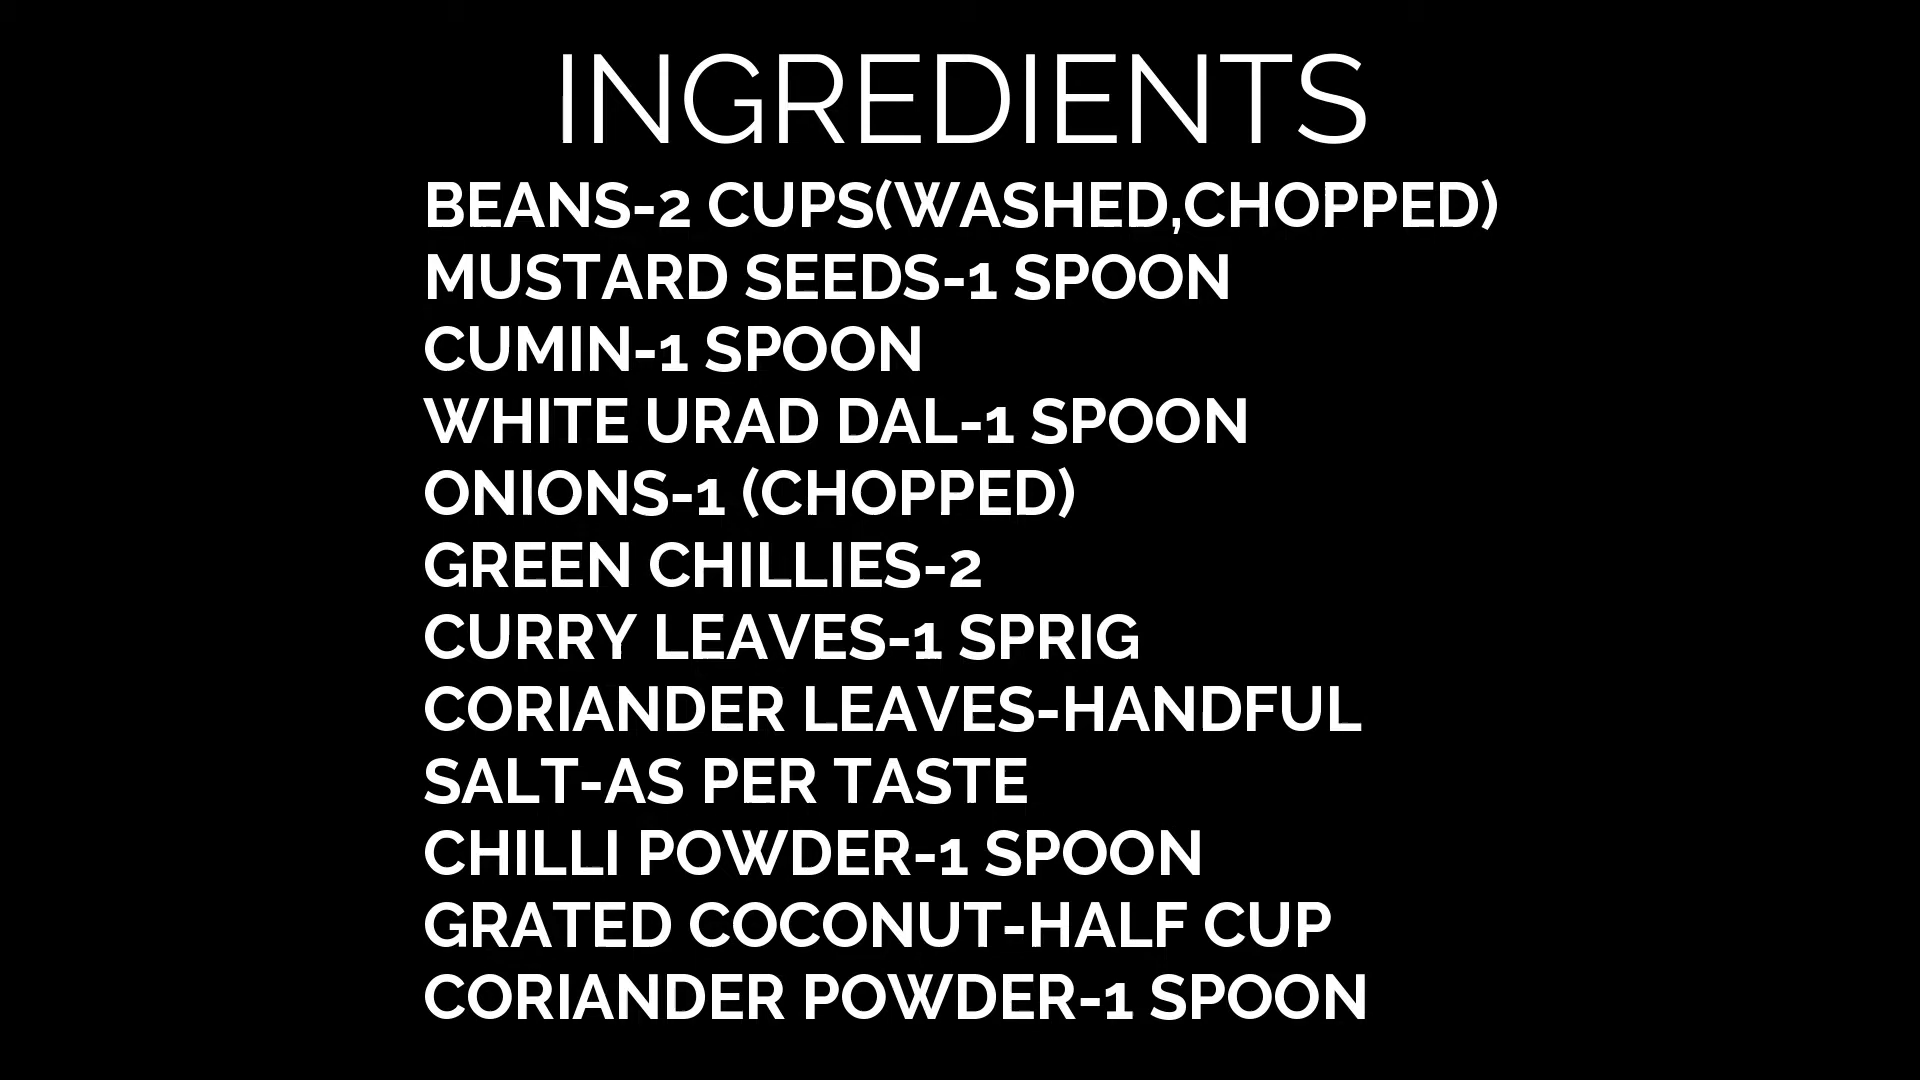 INGREDIENTS
BEANS-2 CUPS(WASHED,CHOPPED)
MUSTARD SEEDS-1 SPOON
CUMIN-1 SPOON
WHITE URAD DAL-1 SPOON
ONIONS-1 (CHOPPED)
GREEN CHILLIES-2
CURRY LEAVES-1 SPRIG
CORIANDER LEAVES-HANDFUL
SALT-AS PER TASTE
CHILLI POWDER-1 SPOON
GRATED COCONUT-HALF CUP
CORIANDER POWDER-1 SPOON